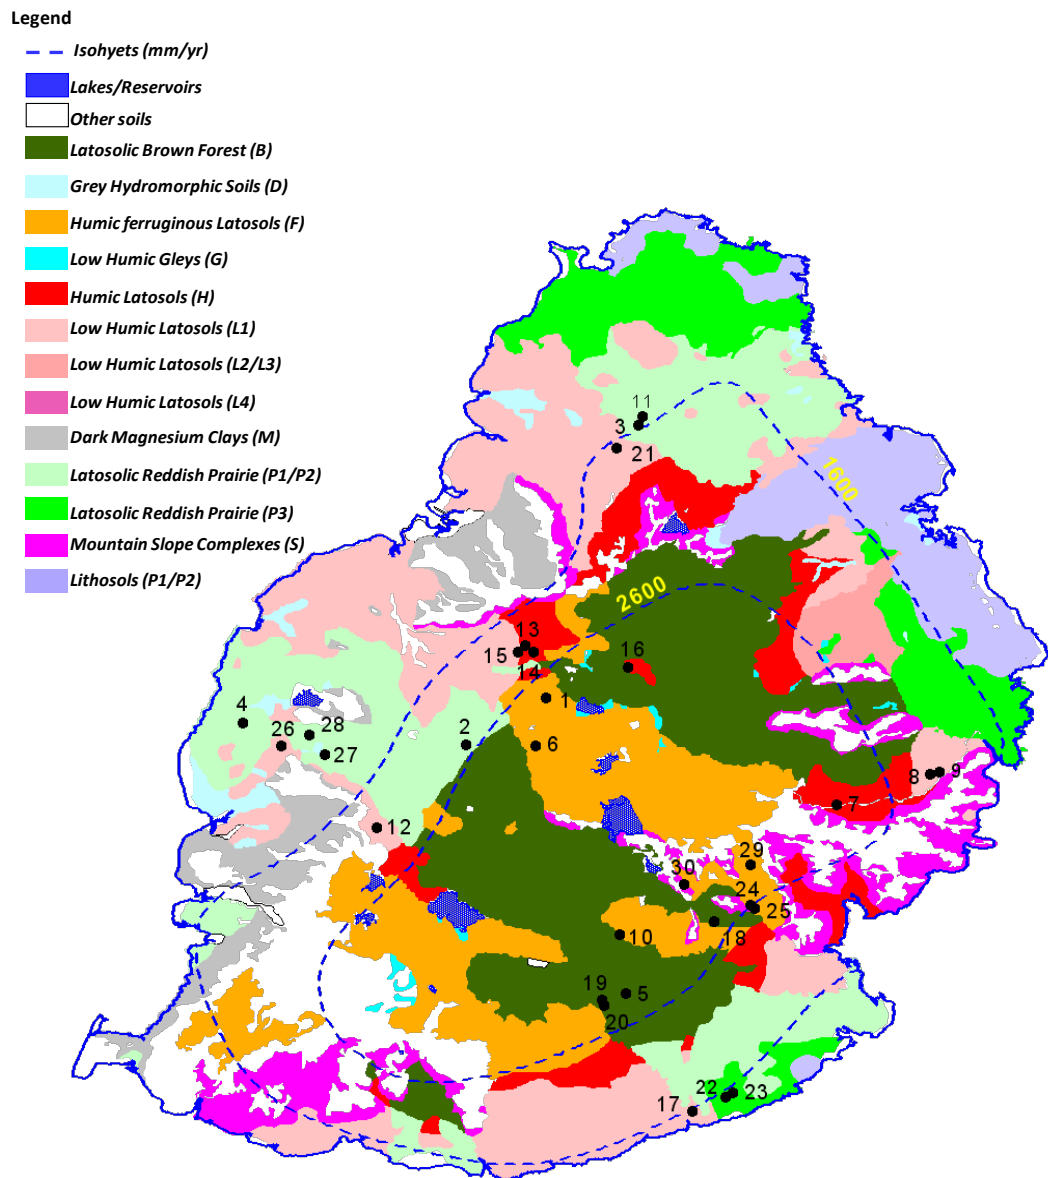 Legend
Isohyets (mm/yr)
Lakes/Reservoirs
Other soils
Latosolic Brown Forest (B)
Grey Hydromorphic Soils (D)
Humic ferruginous Latosols (F)
Low Humic Gleys (G)
Humic Latosols (H)
Low Humic Latosols (L1)
Low Humic Latosols (L2/L3)
Low Humic Latosols (L4)
Dark Magnesium Clays (M)
Latosolic Reddish Prairie (P1/P2)
Latosolic Reddish Prairie (P3)
Mountain Slope Complexes (S)
Lithosols (P1/P2)
11
3
21
1600
2600
13
15
14
16
1
4
2
28
26
27
6
8
9
7
12
29
30
24
25
18
10
19
5
20
22
23
17